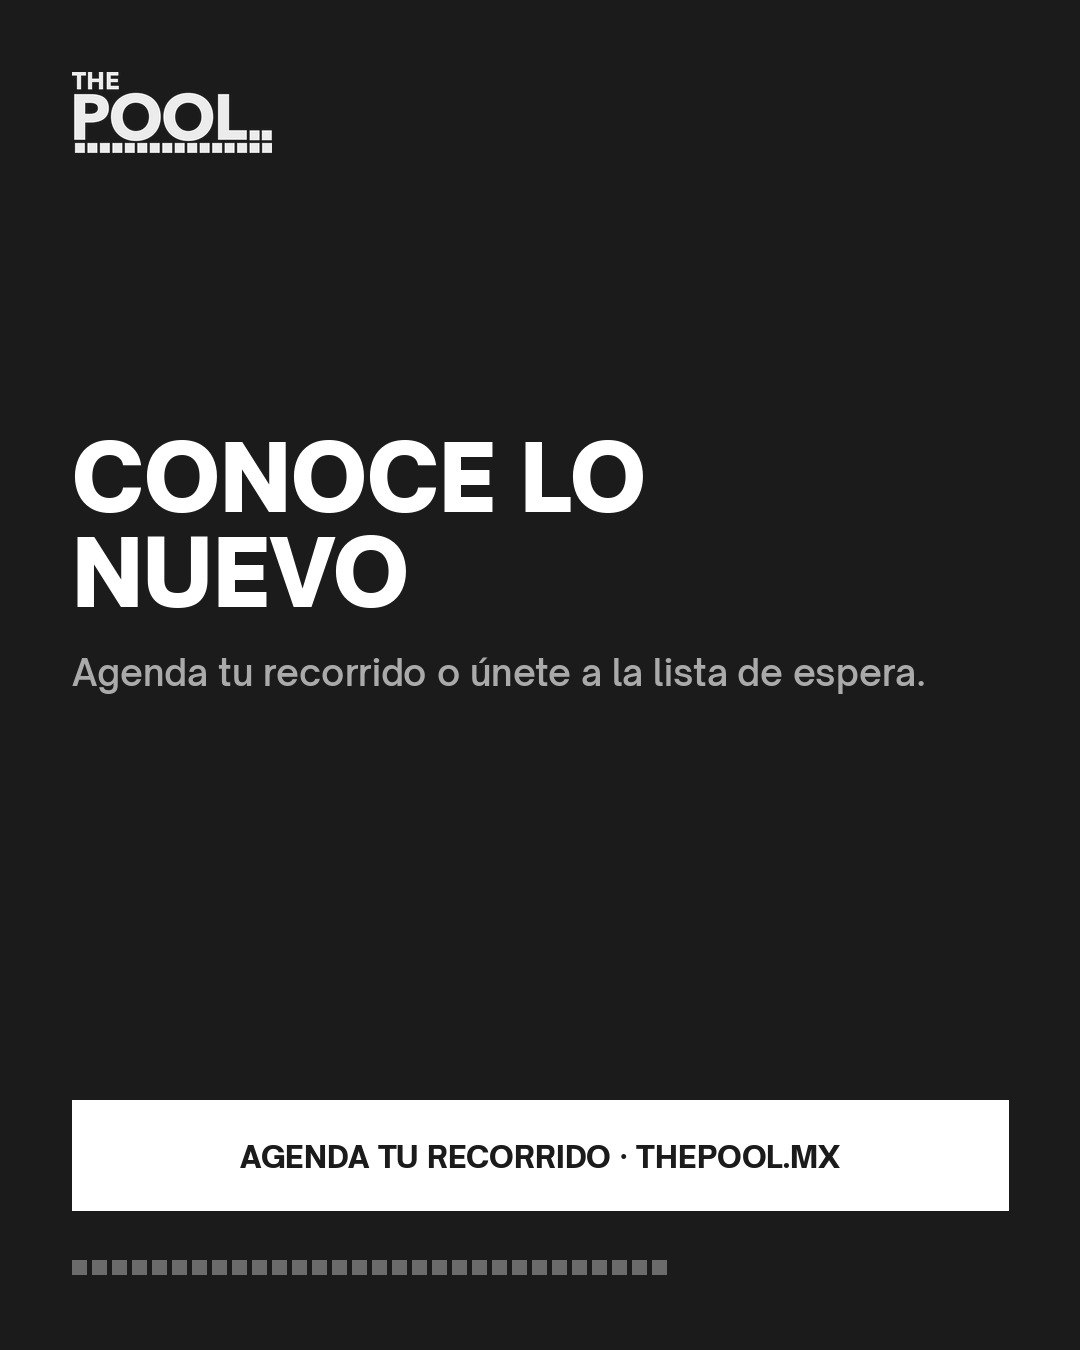 THE
POOL..
CONOCE LO
NUEVO
Agenda tu recorrido o únete a la lista de espera.
AGENDA TU RECORRIDO · THEPOOL.MX